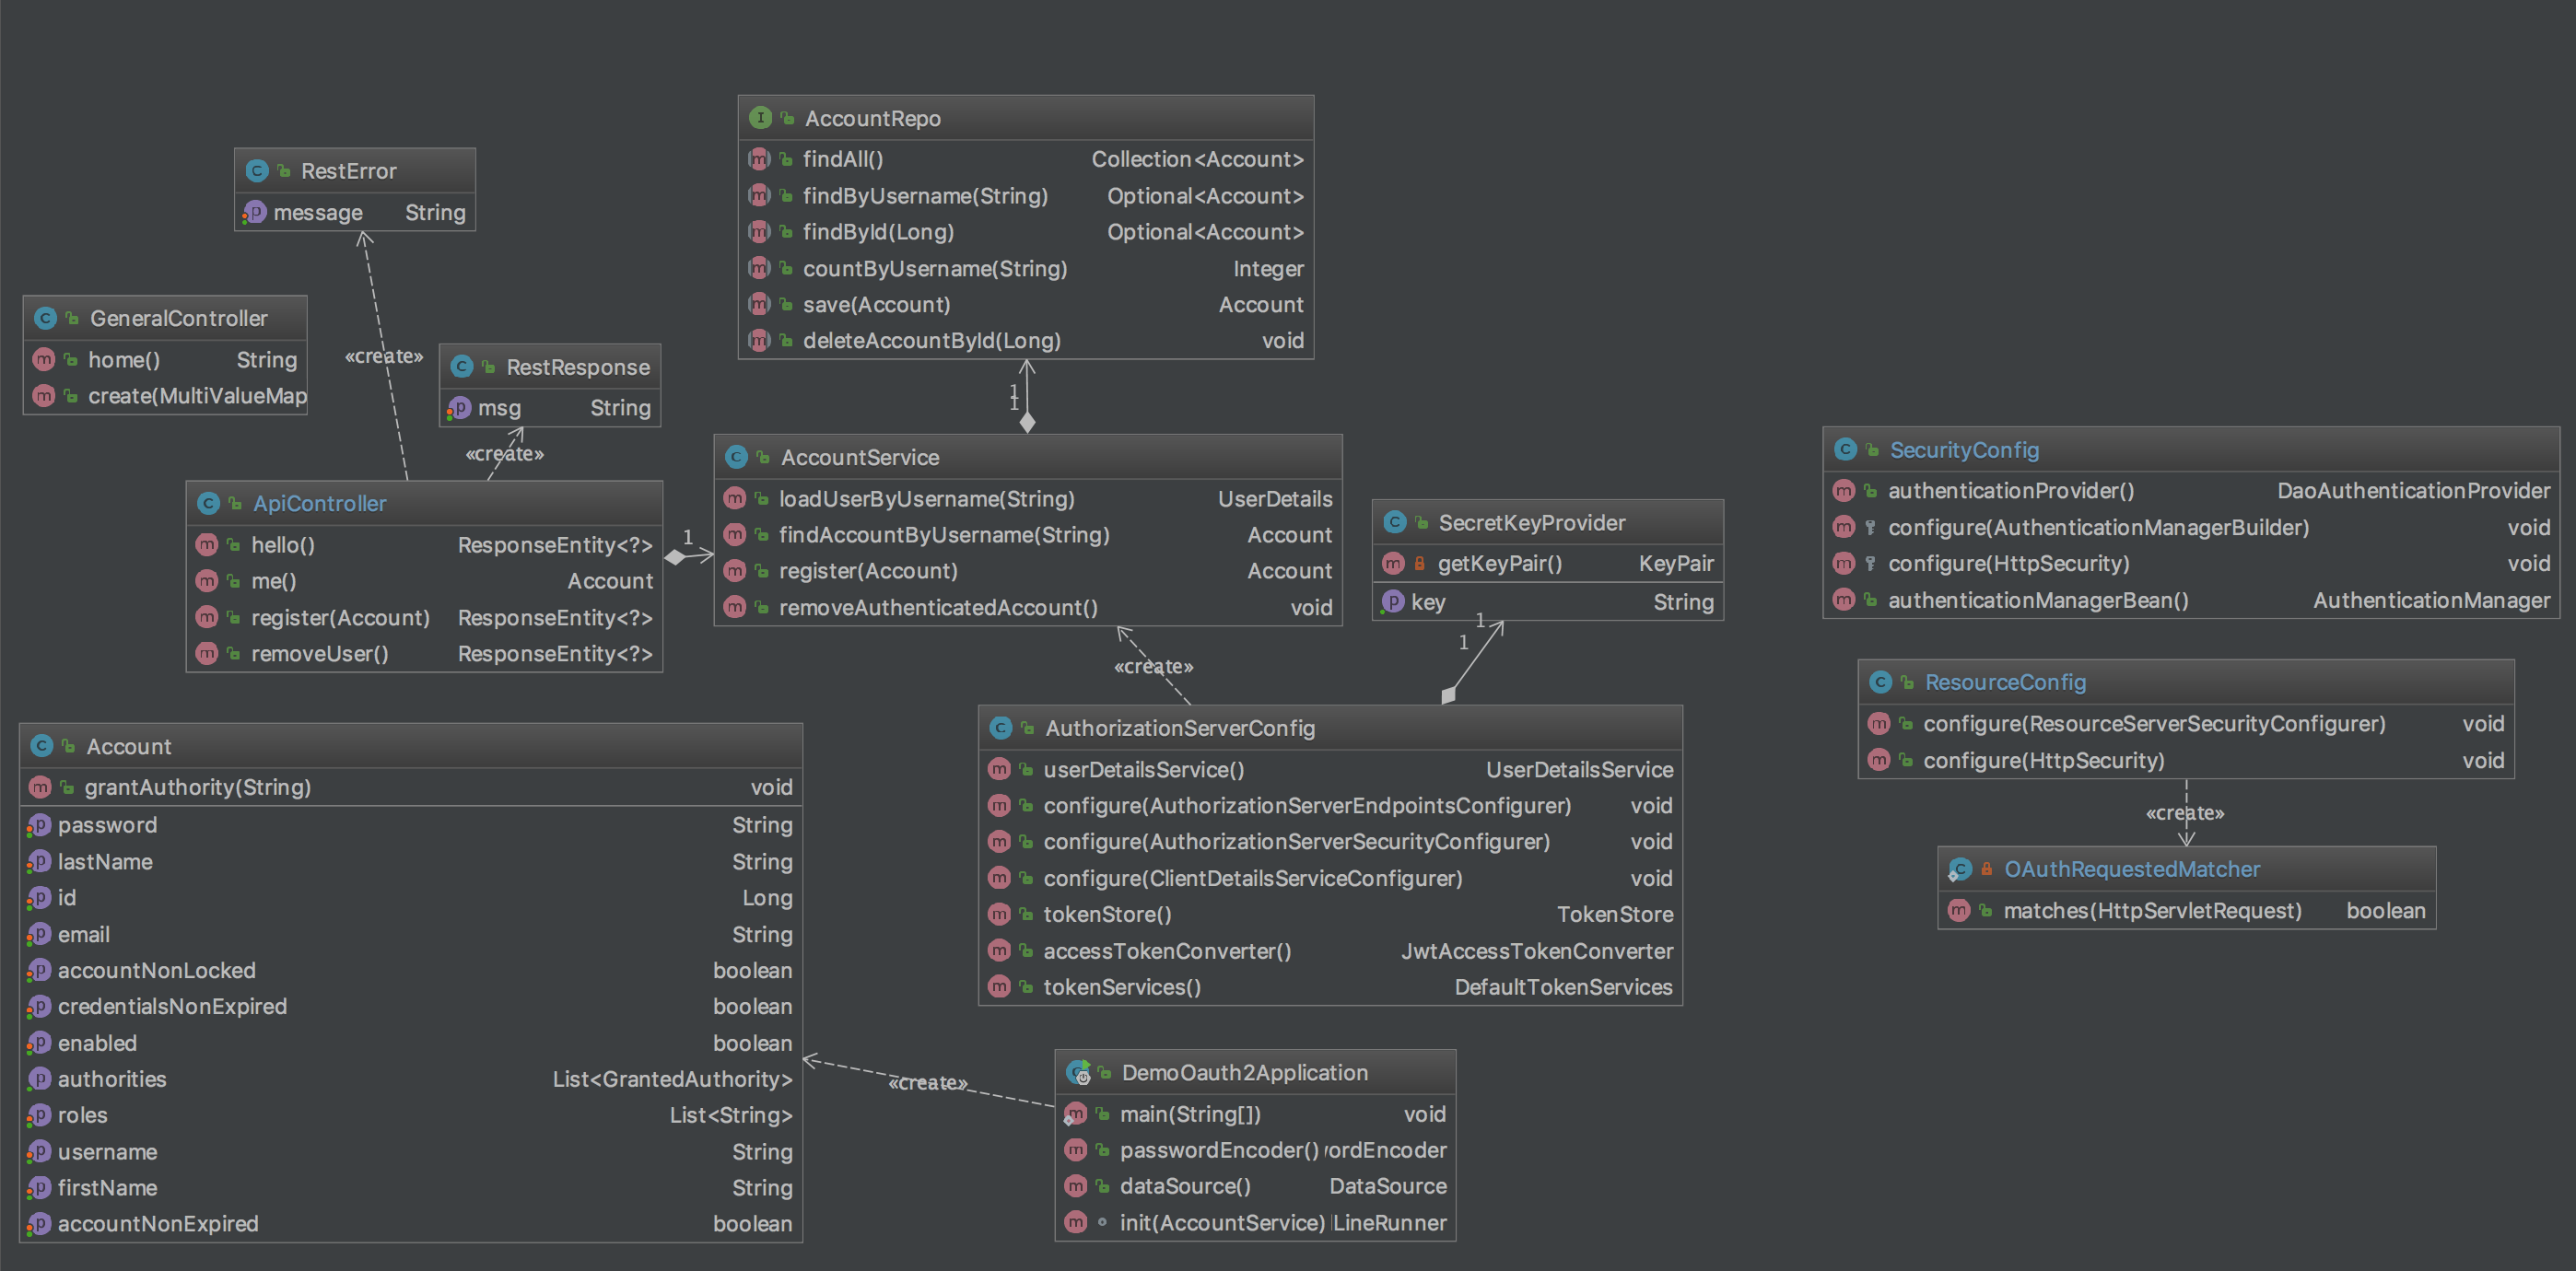 AccountRepo
findAll() Collection<Account>
findByUsername(String) Optional<Account>
findById(Long) Optional<Account>
countByUsername(String) Integer
save(Account) Account
deleteAccountById(Long) void
RestError
message String
GeneralController
home() String
create(MultiValueMap
«create»
RestResponse
msg String
«create»
1
1
ApiController
hello() ResponseEntity<?>
me() Account
register(Account) ResponseEntity<?>
removeUser() ResponseEntity<?>
1
AccountService
loadUserByUsername(String) UserDetails
findAccountByUsername(String) Account
register(Account) Account
removeAuthenticatedAccount() void
SecretKeyProvider
getKeyPair() KeyPair
key String
1
1
«create»
SecurityConfig
authenticationProvider() DaoAuthenticationProvider
configure(AuthenticationManagerBuilder) void
configure(HttpSecurity) void
authenticationManagerBean() AuthenticationManager
ResourceConfig
configure(ResourceServerSecurityConfigurer) void
configure(HttpSecurity) void
«create»
OAuthRequestedMatcher
matches(HttpServletRequest) boolean
Account
grantAuthority(String) void
password String
lastName String
id Long
email String
accountNonLocked boolean
credentialsNonExpired boolean
enabled boolean
authorities List<GrantedAuthority>
roles List<String>
username String
firstName String
accountNonExpired boolean
AuthorizationServerConfig
userDetailsService() UserDetailsService
configure(AuthorizationServerEndpointsConfigurer) void
configure(AuthorizationServerSecurityConfigurer) void
configure(ClientDetailsServiceConfigurer) void
tokenStore() TokenStore
accessTokenConverter() JwtAccessTokenConverter
tokenServices() DefaultTokenServices
«create»
DemoOauth2Application
main(String[]) void
passwordEncoder() ordEncoder
dataSource() DataSource
init(AccountService) LineRunner